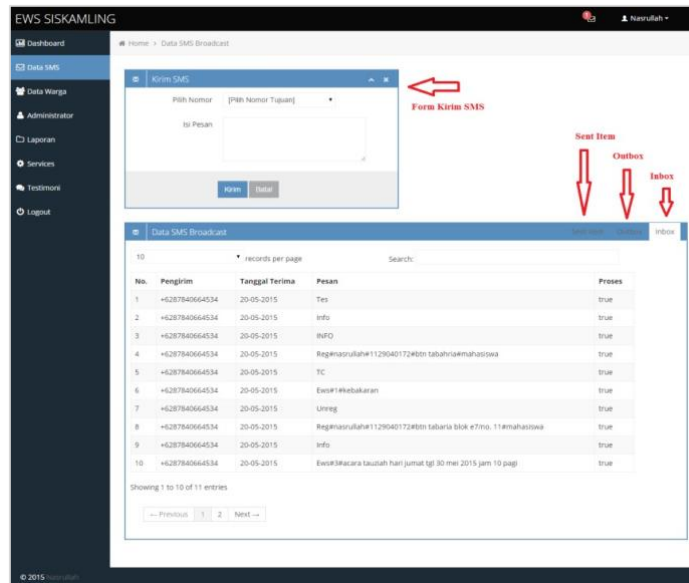 EWS SISKAMLING
Nasrullah
Dashboard
Home > Data SMS Broadcast
Data SMS
Data Warga
Administrator
Laporan
Services
Testimoni
Logout
Kirim SMS
Pilih Nomor [Pilih Nomor Tujuan]
Isi Pesan
Kirim Batal
Form Kirim SMS
Sent Item
Outbox
Inbox
Data SMS Broadcast Sent Item Outbox Inbox
10 records per page Search:
No. Pengirim Tanggal Terima Pesan Proses
1 +6287840664534 20-05-2015 Tes true
2 +6287840664534 20-05-2015 Info true
3 +6287840664534 20-05-2015 INFO true
4 +6287840664534 20-05-2015 Reg#nasrullah#1129040172#btn tabahria#mahasiswa true
5 +6287840664534 20-05-2015 TC true
6 +6287840664534 20-05-2015 Ews#1#kebakaran true
7 +6287840664534 20-05-2015 Unreg true
8 +6287840664534 20-05-2015 Reg#nasrullah#1129040172#btn tabaria blok e7/no. 11#mahasiswa true
9 +6287840664534 20-05-2015 Info true
10 +6287840664534 20-05-2015 Ews#3#acara tauziah hari jumat tgl 30 mei 2015 jam 10 pagi true
Showing 1 to 10 of 11 entries
← Previous 1 2 Next →
© 2015 Nasrullah